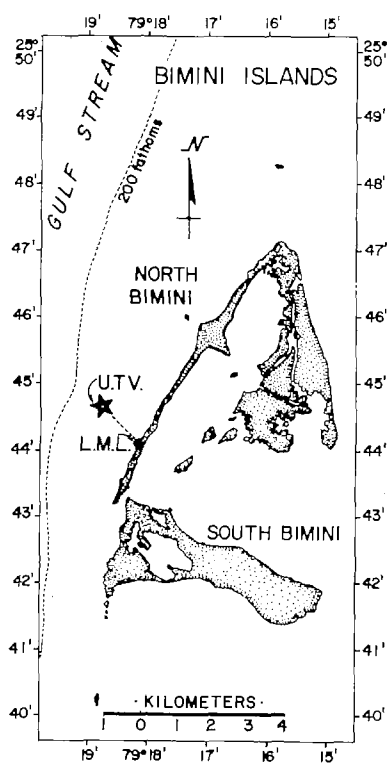 19' 79° 18' 17' 16' 15'
25°
50'
25°
50'
BIMINI ISLANDS
GULF STREAM
200 fathoms
49'
49'
48'
48'
N
47'
47'
NORTH
BIMINI
46'
46'
45'
45'
U.TV.
44'
L.M.L.
44'
43'
43'
SOUTH BIMINI
42'
42'
41'
41'
· KILOMETERS ·
40'
40'
1 0 1 2 3 4
19' 79° 18' 17' 16' 15'